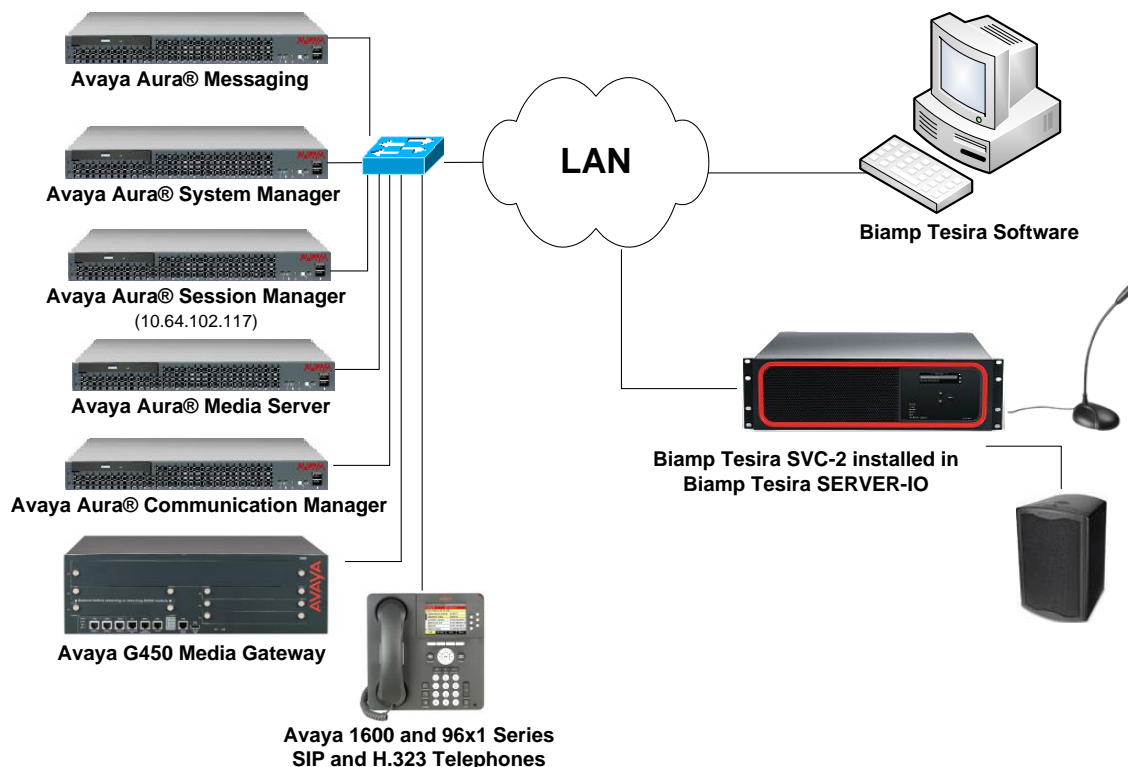 Avaya Aura® Messaging
Avaya Aura® System Manager
Avaya Aura® Session Manager
(10.64.102.117)
Avaya Aura® Media Server
Avaya Aura® Communication Manager
AVAYA
Avaya G450 Media Gateway
Avaya 1600 and 96x1 Series
SIP and H.323 Telephones
LAN
Biamp Tesira Software
Biamp Tesira SVC-2 installed in
Biamp Tesira SERVER-IO